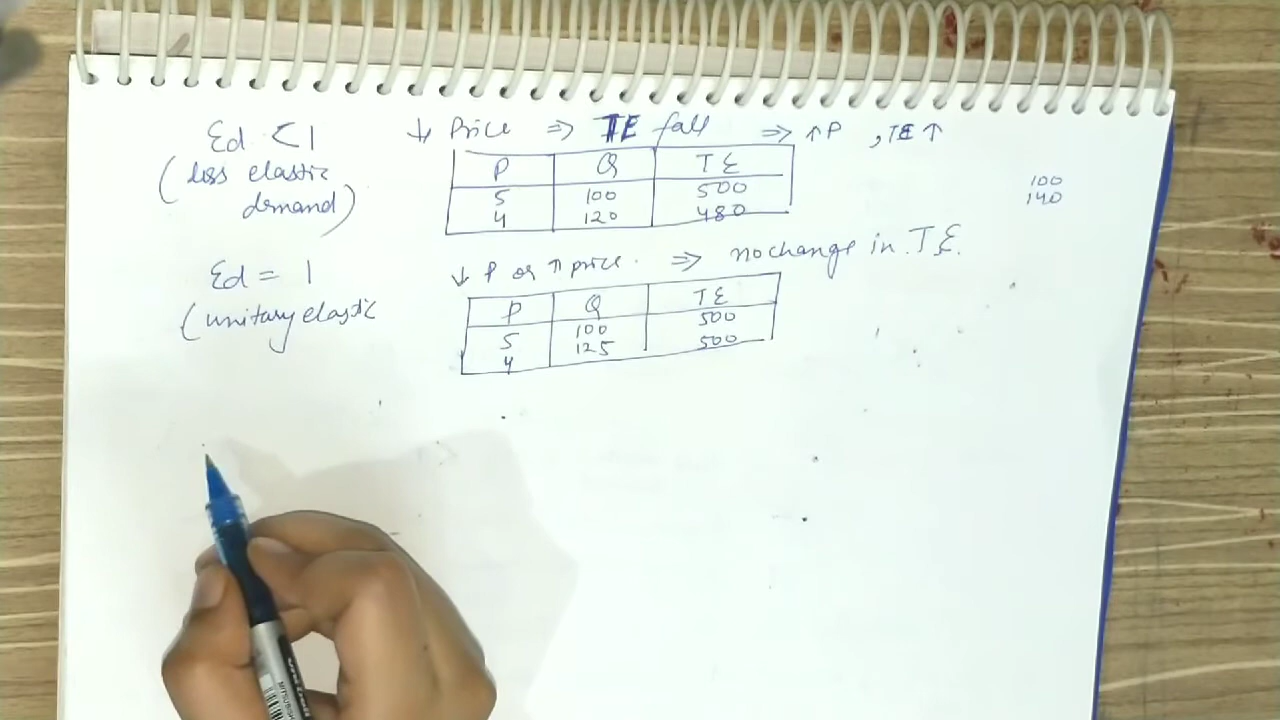 Ed < 1 ↓ Price ⇒ TE fall ⇒ ↑P , TE ↑
(less elastic demand)
P Q TE
5 100 500
4 120 480
100
140
Ed = 1 ↓ P or ↑ price. ⇒ no change in T.E.
(unitary elastic
P Q TE
5 100 500
4 125 500